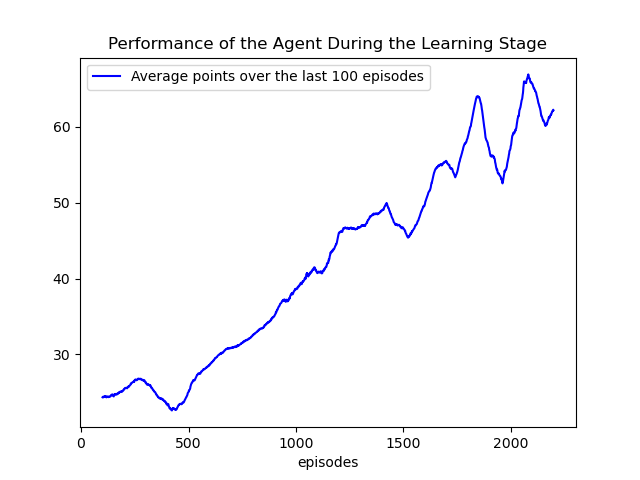 Performance of the Agent During the Learning Stage
Average points over the last 100 episodes
60
50
40
30
0 500 1000 1500 2000
episodes